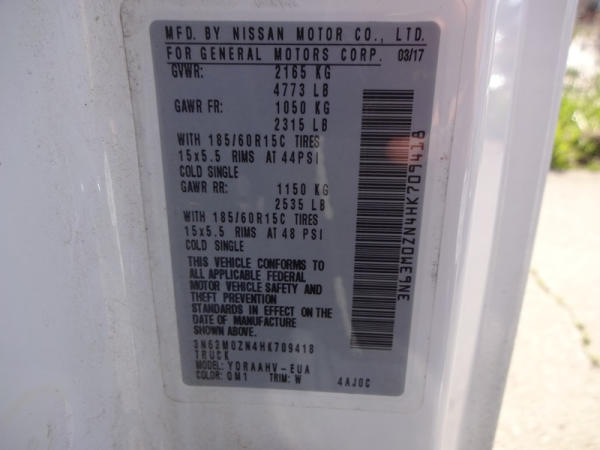 MFD. BY NISSAN MOTOR CO., LTD.
FOR GENERAL MOTORS CORP. 03/17
GVWR: 2165 KG
4773 LB
GAWR FR: 1050 KG
2315 LB
WITH 185/60R15C TIRES
15x5.5 RIMS AT 44PSI
COLD SINGLE
GAWR RR: 1150 KG
2535 LB
WITH 185/60R15C TIRES
15x5.5 RIMS AT 48 PSI
COLD SINGLE
THIS VEHICLE CONFORMS TO
ALL APPLICABLE FEDERAL
MOTOR VEHICLE SAFETY AND
THEFT PREVENTION
STANDARDS IN EFFECT ON THE
DATE OF MANUFACTURE
SHOWN ABOVE.
3N63M0ZN4HK709418
TRUCK
MODEL: YDRAAHV-EUA
COLOR: QM1 TRIM: W 4AJ0C
3N63M0ZN4HK709418